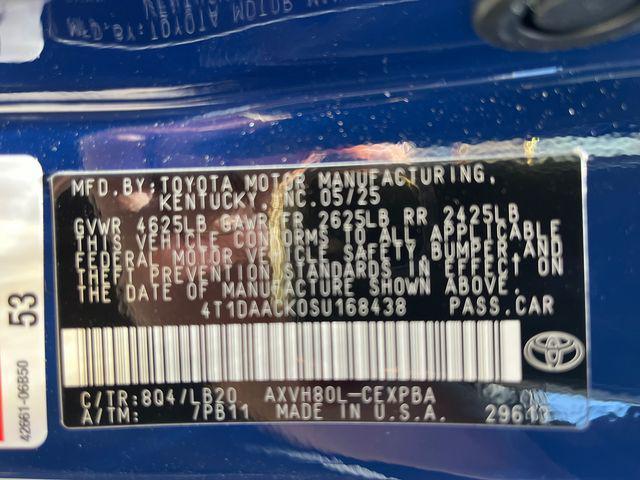 MFD. BY: TOYOTA MOTOR MANUFACTURING,
KENTUCKY, INC. 05/25
GVWR 4625LB GAWR FR 2625LB RR 2425LB
THIS VEHICLE CONFORMS TO ALL APPLICABLE
FEDERAL MOTOR VEHICLE SAFETY, BUMPER, AND
THEFT PREVENTION STANDARDS IN EFFECT ON
THE DATE OF MANUFACTURE SHOWN ABOVE.
4T1DAACK0SU168438 PASS.CAR
C/TR:8Q4/LB20 AXVH80L-CEXPBA
A/TM: 7PB11 MADE IN U.S.A.
53
42661-06B50